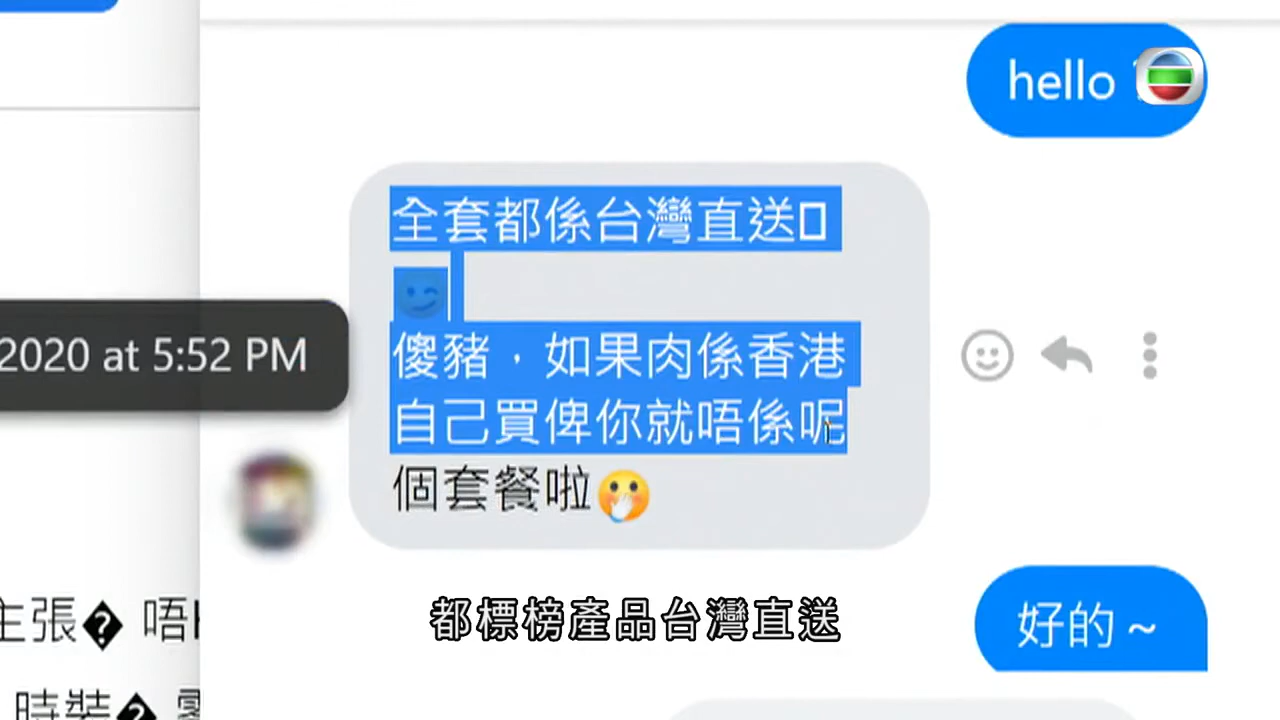 hello
全套都係台灣直送
傻豬，如果肉係香港
2020 at 5:52 PM
自己買俾你就唔係呢
個套餐啦
主張� 唔
都標榜產品台灣直送
好的～
時裝�